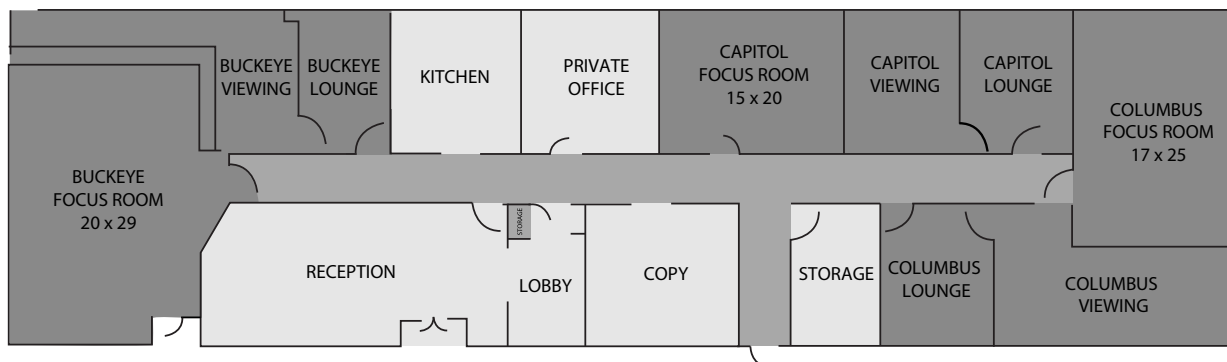 BUCKEYE
VIEWING
BUCKEYE
LOUNGE
KITCHEN
PRIVATE
OFFICE
CAPITOL
FOCUS ROOM
15 x 20
CAPITOL
VIEWING
CAPITOL
LOUNGE
COLUMBUS
FOCUS ROOM
17 x 25
BUCKEYE
FOCUS ROOM
20 x 29
STORAGE
RECEPTION
LOBBY
COPY
STORAGE
COLUMBUS
LOUNGE
COLUMBUS
VIEWING